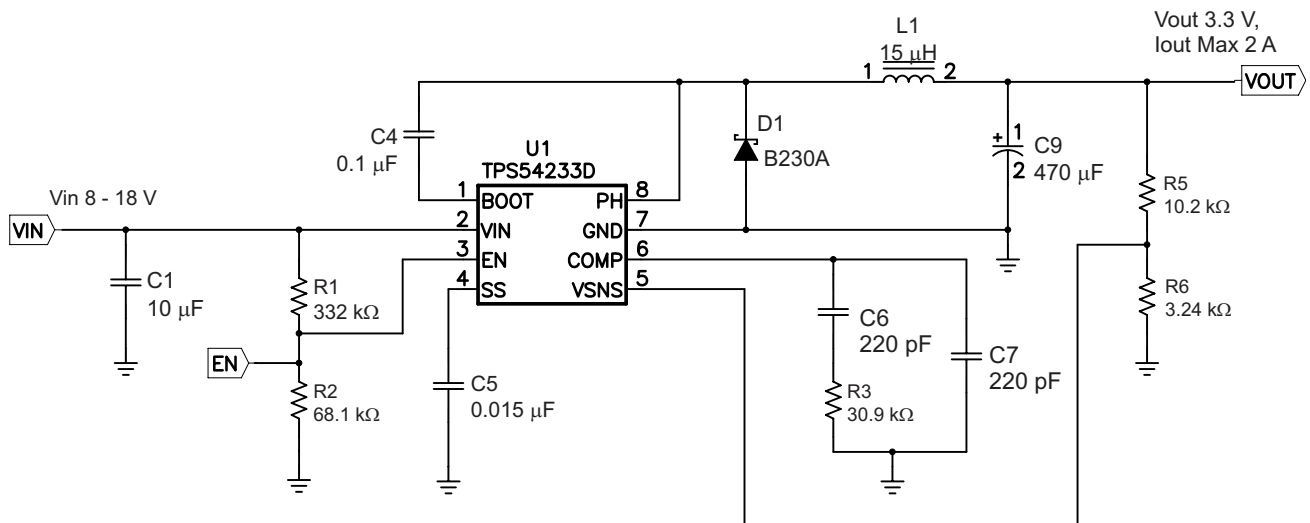 Vout 3.3 V,
Iout Max 2 A
L1
15 μH
1
2
VOUT
C4
0.1 μF
D1
B230A
1
2
C9
470 μF
U1
TPS54233D
R5
10.2 kΩ
Vin 8 - 18 V
VIN
1
BOOT
PH
8
2
VIN
GND
7
3
EN
COMP
6
4
SS
VSNS
5
C1
10 μF
R1
332 kΩ
R6
3.24 kΩ
C6
220 pF
C7
220 pF
EN
R2
68.1 kΩ
C5
0.015 μF
R3
30.9 kΩ